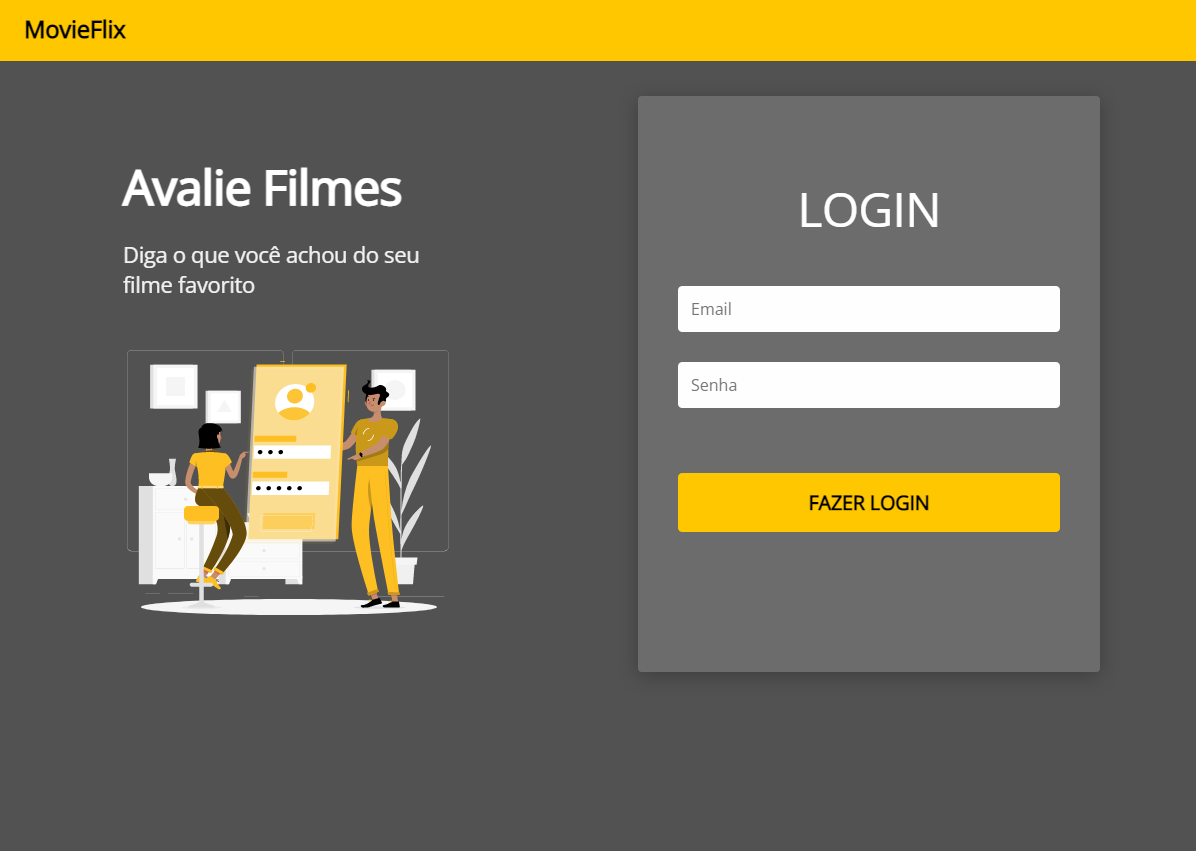 MovieFlix
Avalie Filmes
Diga o que você achou do seu
filme favorito
LOGIN
Email
Senha
FAZER LOGIN